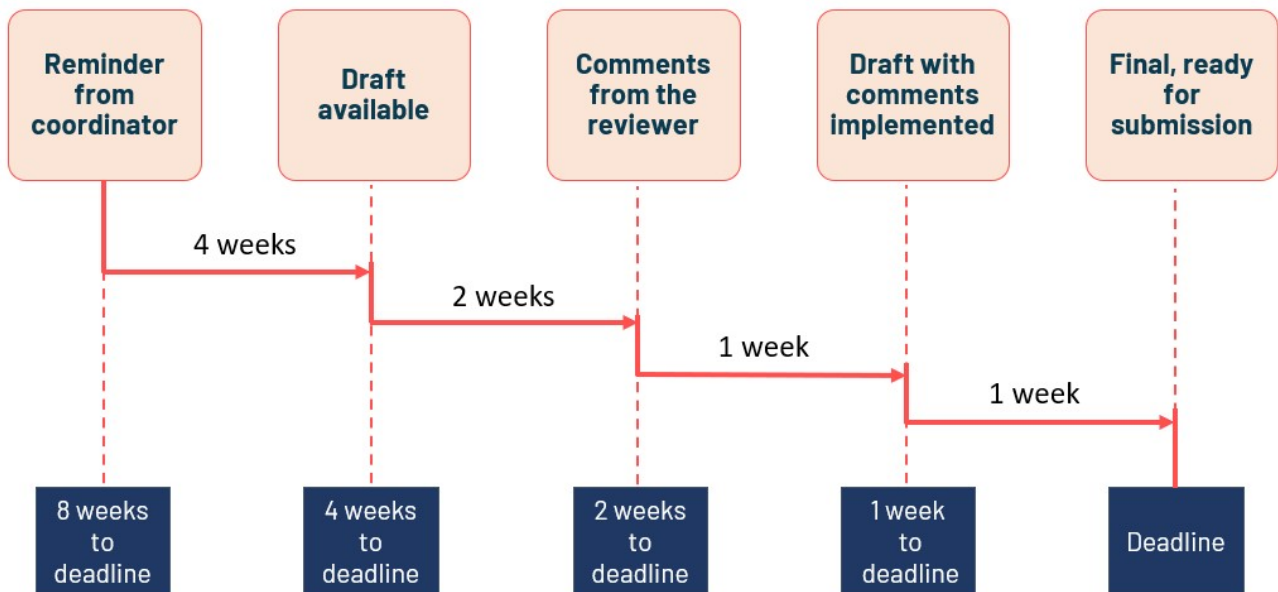 Reminder
from
coordinator
Draft
available
Comments
from the
reviewer
Draft with
comments
implemented
Final, ready
for
submission
4 weeks
2 weeks
1 week
1 week
8 weeks
to
deadline
4 weeks
to
deadline
2 weeks
to
deadline
1 week
to
deadline
Deadline